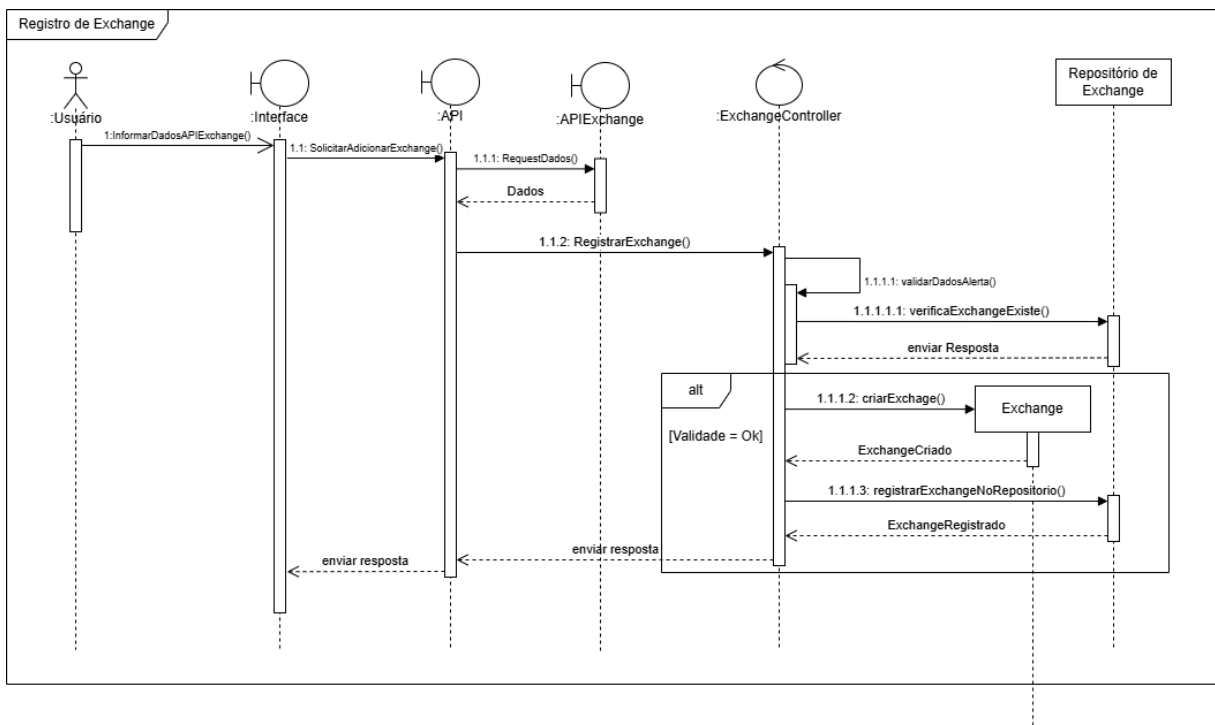 Registro de Exchange
:Usuário
:Interface
:API
:APIExchange
:ExchangeController
Repositório de
Exchange
1:InformarDadosAPIExchange()
1.1: SolicitarAdicionarExchange()
1.1.1: RequestDados()
Dados
1.1.2: RegistrarExchange()
1.1.1.1: validarDadosAlerta()
1.1.1.1.1: verificaExchangeExiste()
enviar Resposta
alt
1.1.1.2: criarExchage()
Exchange
[Validade = Ok]
ExchangeCriado
1.1.1.3: registrarExchangeNoRepositorio()
ExchangeRegistrado
enviar resposta
enviar resposta